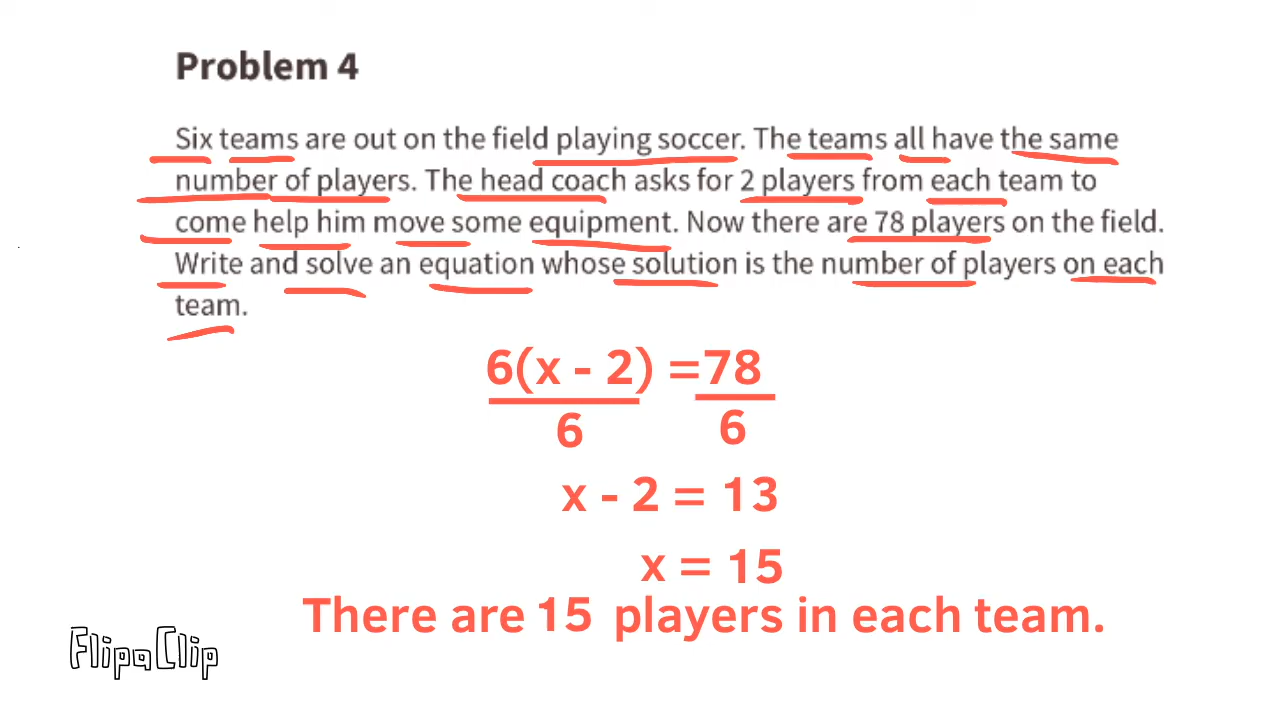 Problem 4
Six teams are out on the field playing soccer. The teams all have the same
number of players. The head coach asks for 2 players from each team to
come help him move some equipment. Now there are 78 players on the field.
Write and solve an equation whose solution is the number of players on each
team.
6(x - 2) =78
6 6
x - 2 = 13
x = 15
There are 15 players in each team.
FlipaClip